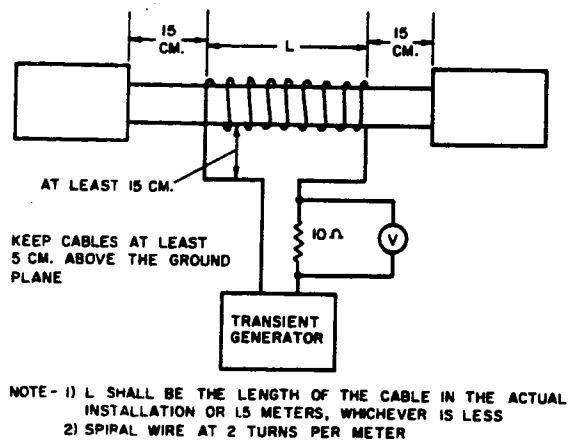 15
CM.
L
15
CM.
AT LEAST 15 CM.
10Ω
V
KEEP CABLES AT LEAST
5 CM. ABOVE THE GROUND
PLANE
TRANSIENT
GENERATOR
NOTE- 1) L SHALL BE THE LENGTH OF THE CABLE IN THE ACTUAL
INSTALLATION OR 1.5 METERS, WHICHEVER IS LESS
2) SPIRAL WIRE AT 2 TURNS PER METER